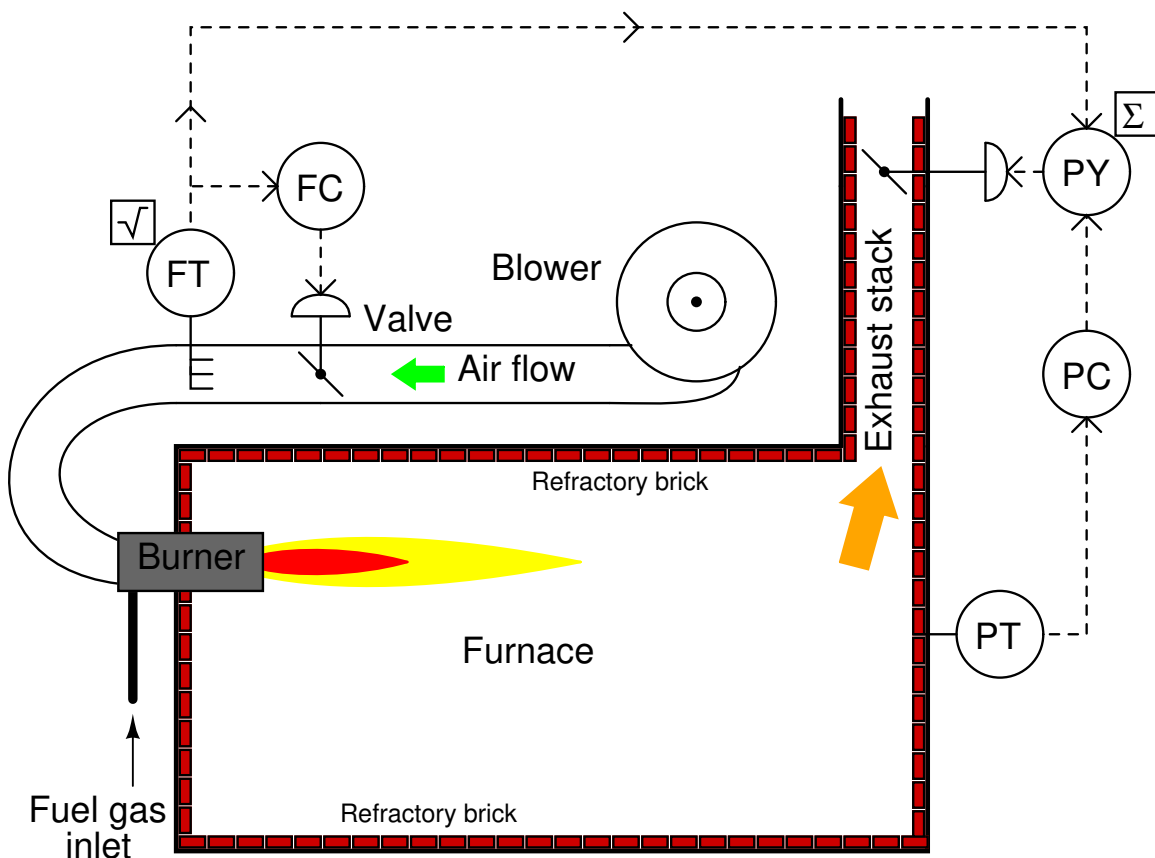 Σ
FC
PY
√
FT
Blower
Exhaust stack
Valve
Air flow
PC
Refractory brick
Burner
PT
Furnace
Fuel gas
inlet
Refractory brick